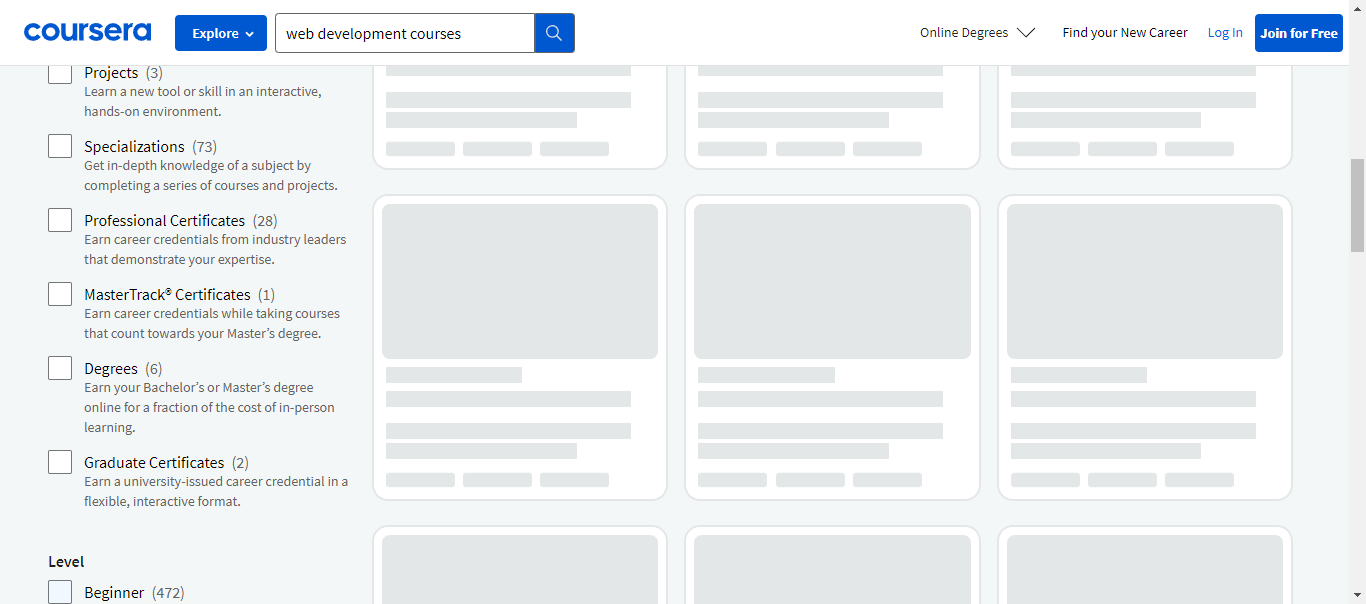 coursera
Explore
web development courses
Online Degrees
Find your New Career
Log In
Join for Free
Projects (3)
Learn a new tool or skill in an interactive,
hands-on environment.
Specializations (73)
Get in-depth knowledge of a subject by
completing a series of courses and projects.
Professional Certificates (28)
Earn career credentials from industry leaders
that demonstrate your expertise.
MasterTrack® Certificates (1)
Earn career credentials while taking courses
that count towards your Master’s degree.
Degrees (6)
Earn your Bachelor’s or Master’s degree
online for a fraction of the cost of in-person
learning.
Graduate Certificates (2)
Earn a university-issued career credential in a
flexible, interactive format.
Level
Beginner (472)